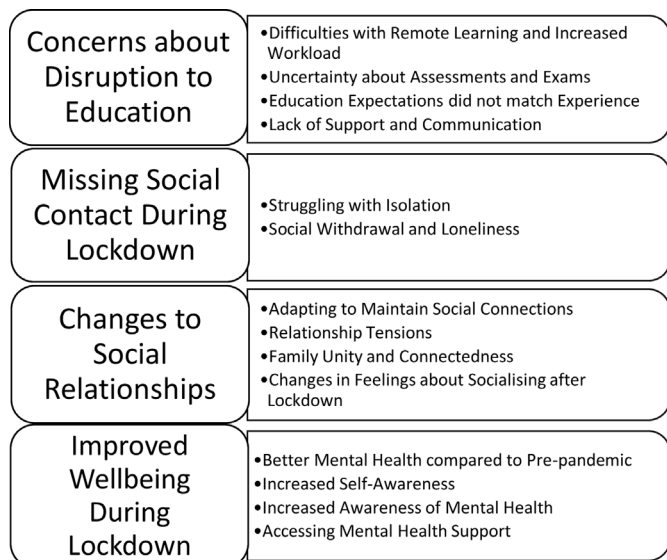 Concerns about
Disruption to
Education
•Difficulties with Remote Learning and Increased
Workload
•Uncertainty about Assessments and Exams
•Education Expectations did not match Experience
•Lack of Support and Communication
Missing Social
Contact During
Lockdown
•Struggling with Isolation
•Social Withdrawal and Loneliness
Changes to
Social
Relationships
•Adapting to Maintain Social Connections
•Relationship Tensions
•Family Unity and Connectedness
•Changes in Feelings about Socialising after
Lockdown
Improved
Wellbeing
During
Lockdown
•Better Mental Health compared to Pre-pandemic
•Increased Self-Awareness
•Increased Awareness of Mental Health
•Accessing Mental Health Support